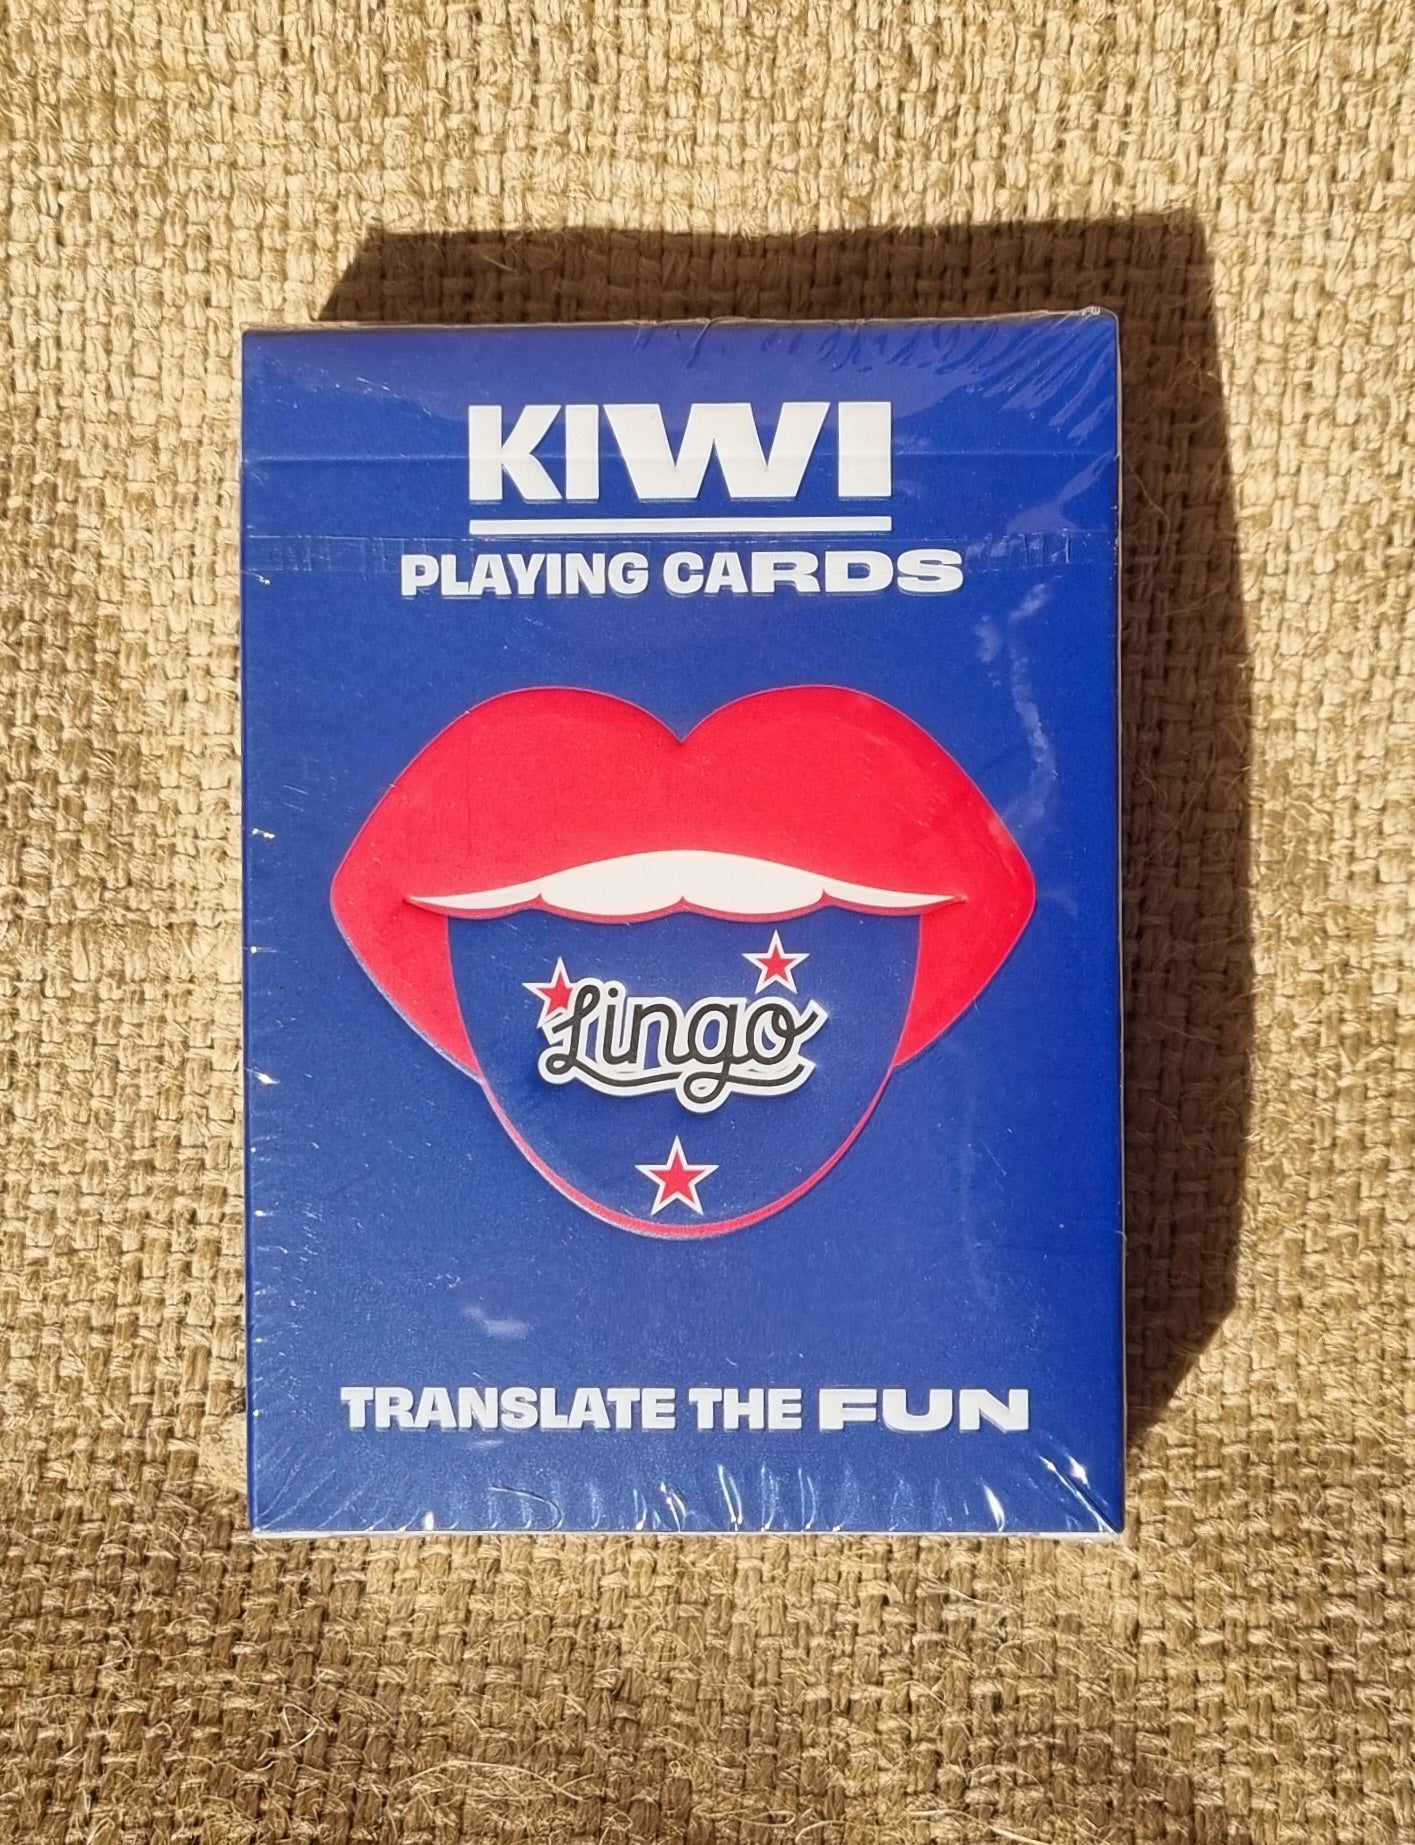 KIWI
PLAYING CARDS
Lingo
TRANSLATE THE FUN